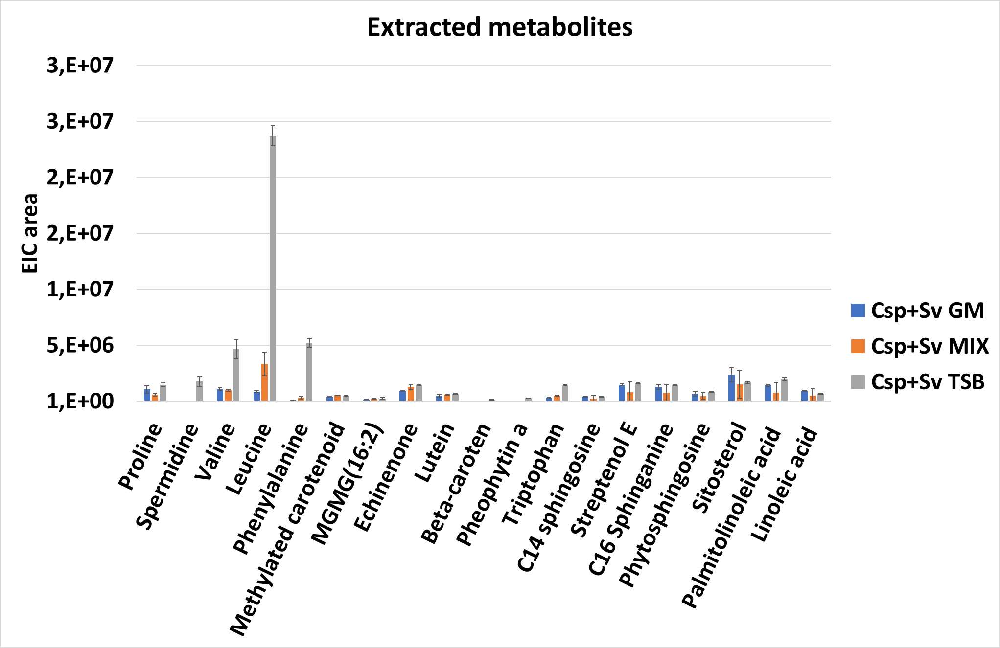 Extracted metabolites
3,E+07
3,E+07
2,E+07
2,E+07
1,E+07
5,E+06
1,E+00
EIC area
Csp+Sv GM
Csp+Sv MIX
Csp+Sv TSB
Proline
Spermidine
Valine
Leucine
Phenylalanine
Methylated carotenoid
MGMG(16:2)
Echinenone
Lutein
Beta-caroten
Pheophytin a
Triptophan
C14 sphingosine
Streptenol E
C16 Sphinganine
Phytosphingosine
Sitosterol
Palmitolinoleic acid
Linoleic acid